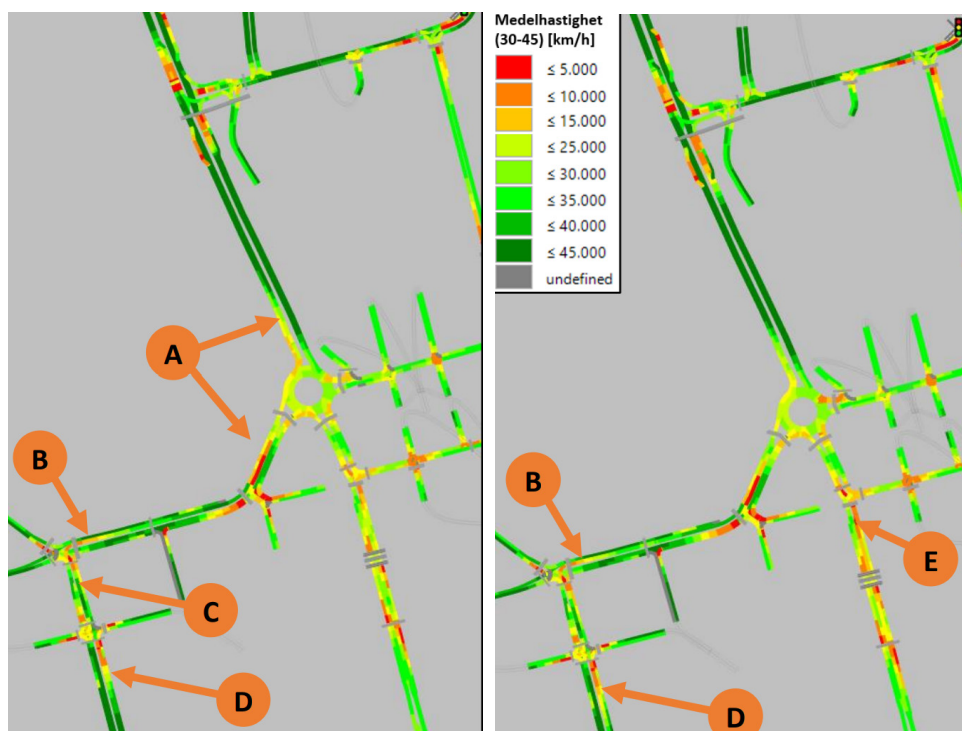 Medelhastighet
(30-45) [km/h]
≤ 5.000
≤ 10.000
≤ 15.000
≤ 25.000
≤ 30.000
≤ 35.000
≤ 40.000
≤ 45.000
undefined
A
B
C
D
B
E
D